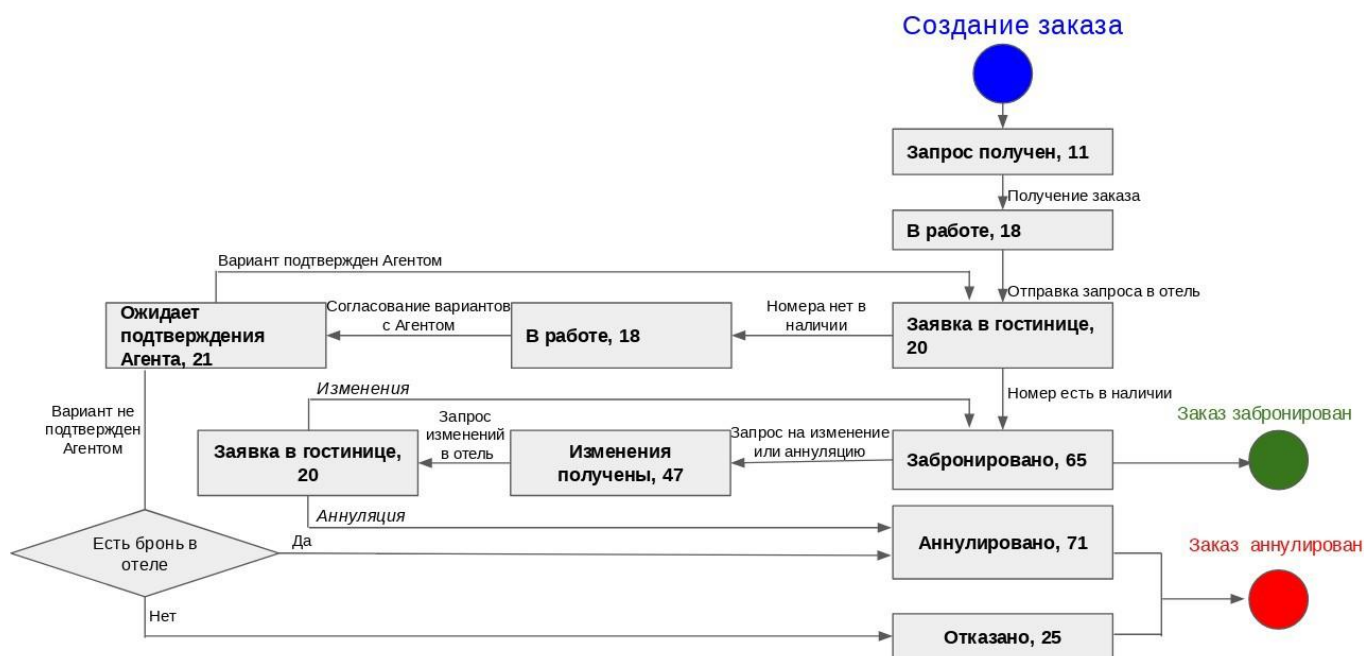 Создание заказа
Запрос получен, 11
Получение заказа
В работе, 18
Вариант подтвержден Агентом
Отправка запроса в отель
Ожидает
подтверждения
Агента, 21
Согласование вариантов
с Агентом
В работе, 18
Номера нет в
наличии
Заявка в гостинице,
20
Номер есть в наличии
Изменения
Вариант не
подтвержден
Агентом
Заявка в гостинице,
20
Запрос
изменений
в отель
Изменения
получены, 47
Запрос на изменение
или аннуляцию
Забронировано, 65
Заказ забронирован
Аннуляция
Есть бронь в
отеле
Да
Аннулировано, 71
Заказ аннулирован
Нет
Отказано, 25